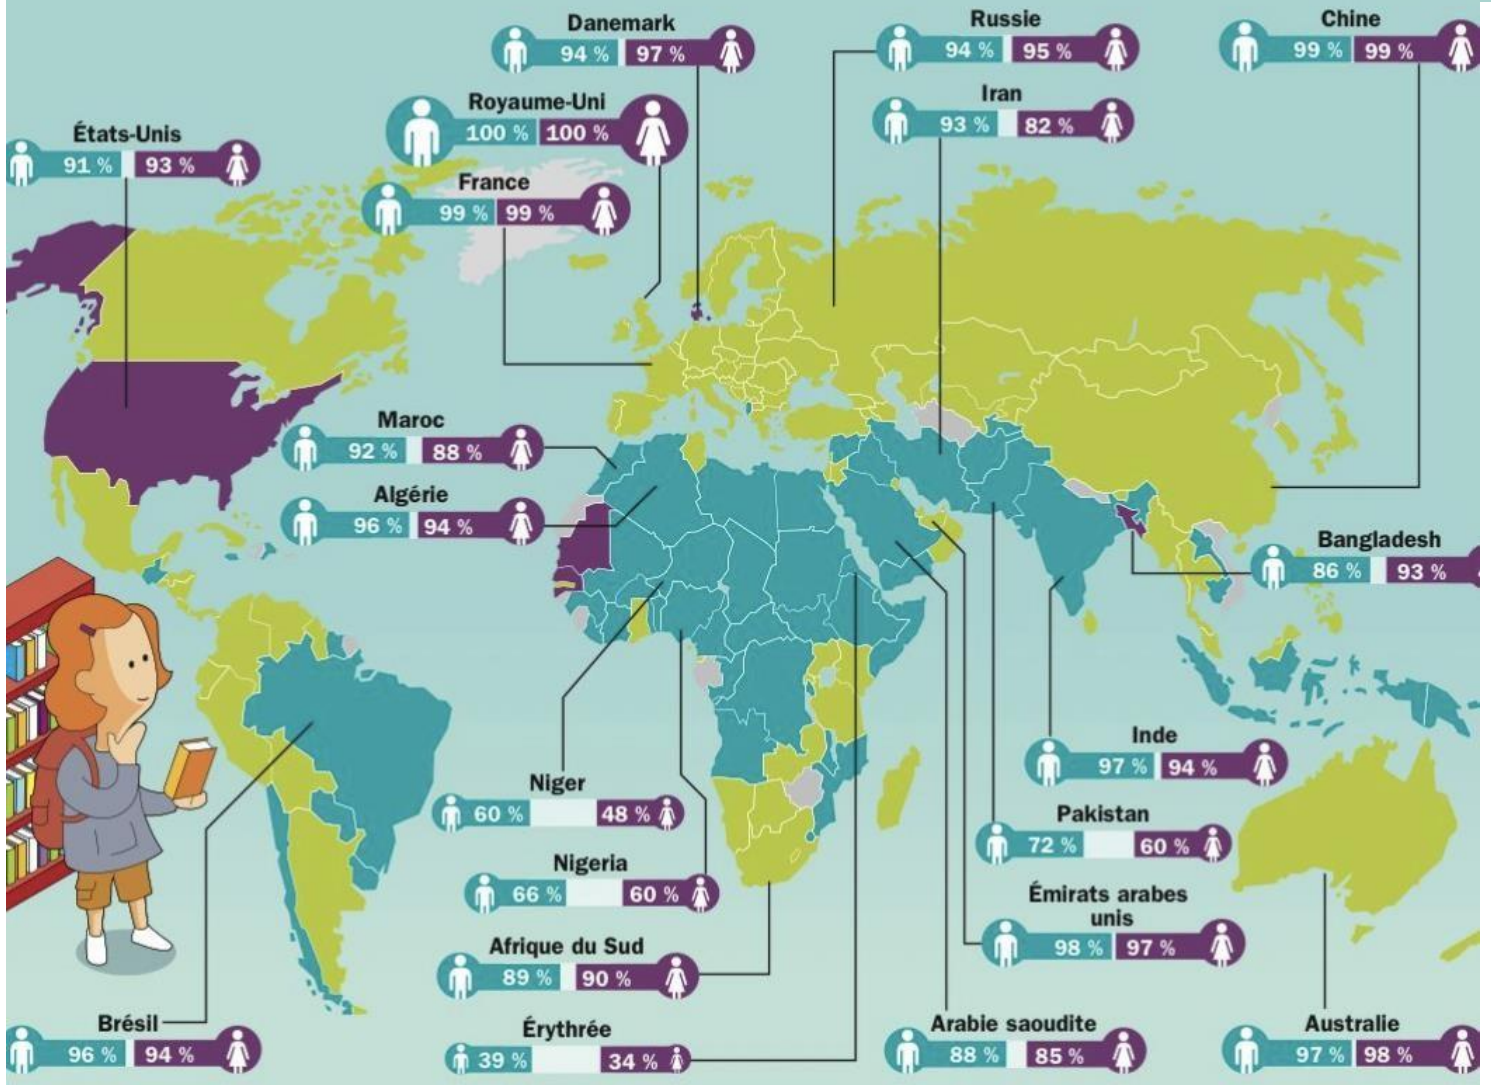 Danemark
94 % 97 %
Russie
94 % 95 %
Chine
99 % 99 %
Royaume-Uni
100 % 100 %
Iran
93 % 82 %
États-Unis
91 % 93 %
France
99 % 99 %
Maroc
92 % 88 %
Algérie
96 % 94 %
Bangladesh
86 % 93 %
Inde
97 % 94 %
Niger
60 % 48 %
Pakistan
72 % 60 %
Nigeria
66 % 60 %
Émirats arabes
unis
98 % 97 %
Afrique du Sud
89 % 90 %
Brésil
96 % 94 %
Érythrée
39 % 34 %
Arabie saoudite
88 % 85 %
Australie
97 % 98 %